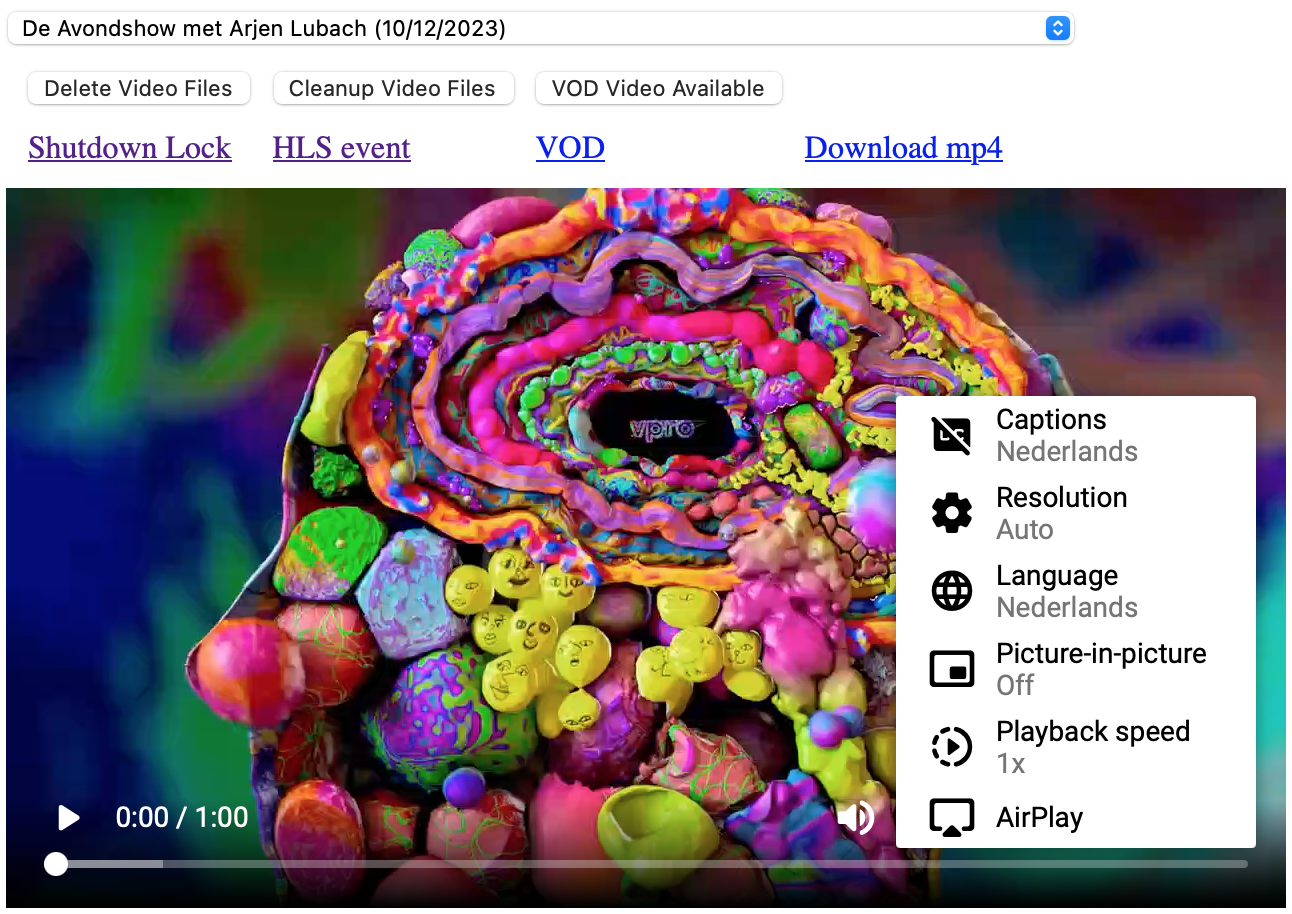 De Avondshow met Arjen Lubach (10/12/2023)
Delete Video Files Cleanup Video Files VOD Video Available
Shutdown Lock HLS event VOD Download mp4
vpro
Captions
Nederlands
Resolution
Auto
Language
Nederlands
Picture-in-picture
Off
Playback speed
1x
AirPlay
0:00 / 1:00